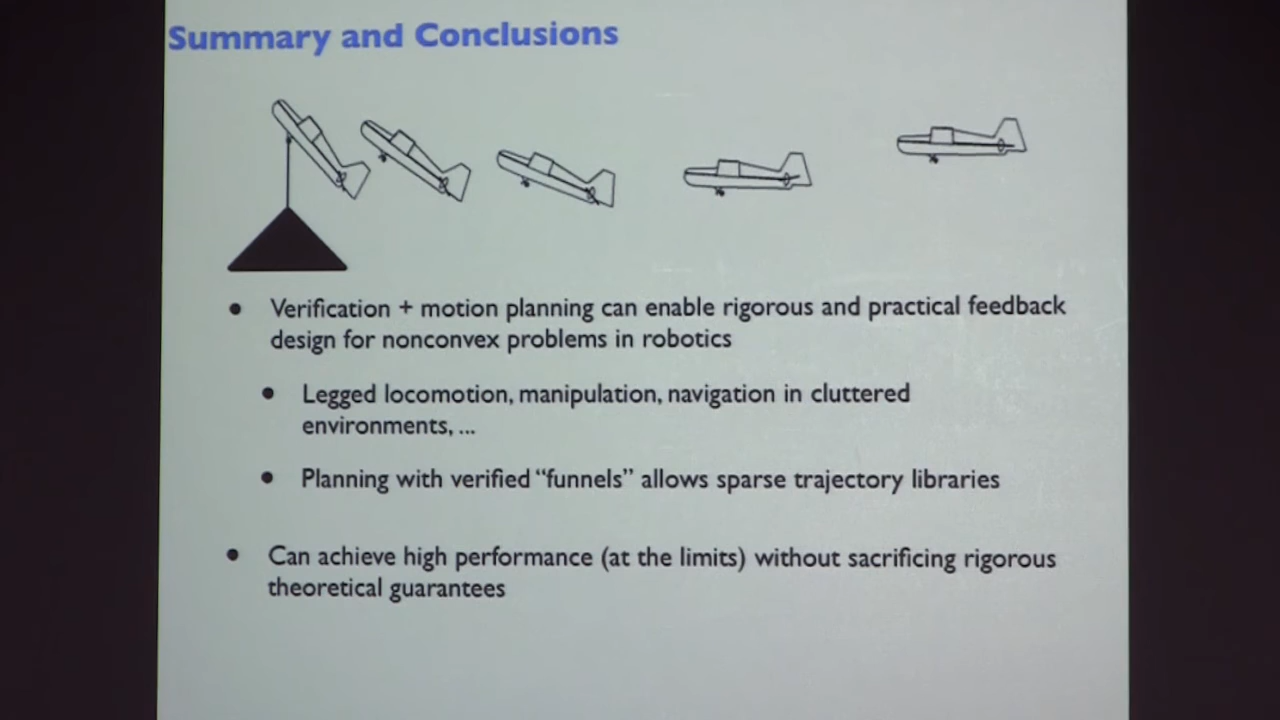 Summary and Conclusions
• Verification + motion planning can enable rigorous and practical feedback
design for nonconvex problems in robotics
• Legged locomotion, manipulation, navigation in cluttered
environments, ...
• Planning with verified “funnels” allows sparse trajectory libraries
• Can achieve high performance (at the limits) without sacrificing rigorous
theoretical guarantees